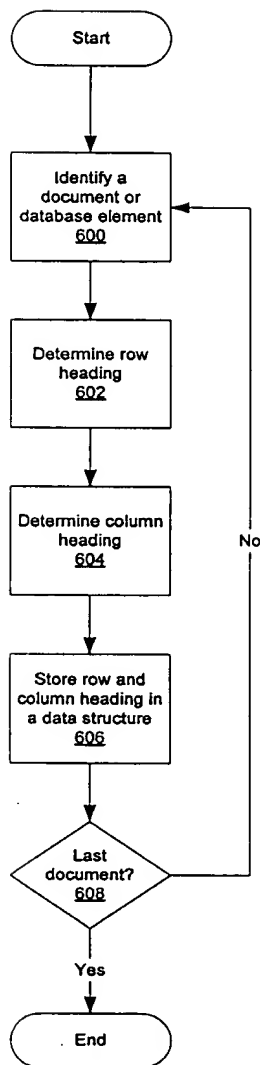 Start
Identify a
document or
database element
600
Determine row
heading
602
Determine column
heading
604
No
Store row and
column heading in
a data structure
606
Last
document?
608
Yes
End